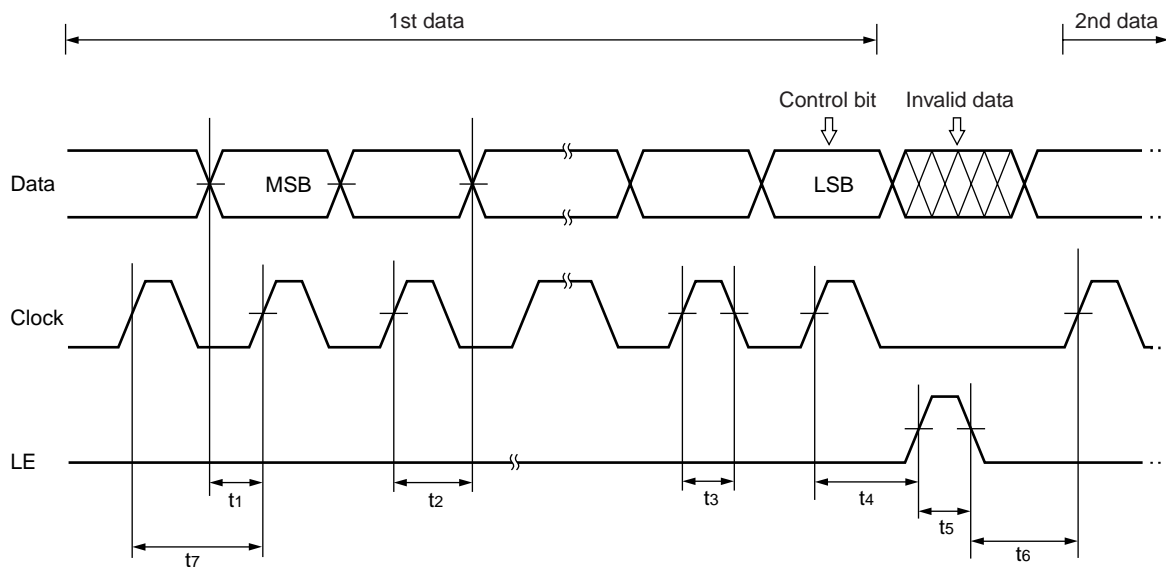 1st data
2nd data
Control bit
Invalid data
Data
MSB
LSB
Clock
LE
t1
t2
t3
t4
t5
t6
t7